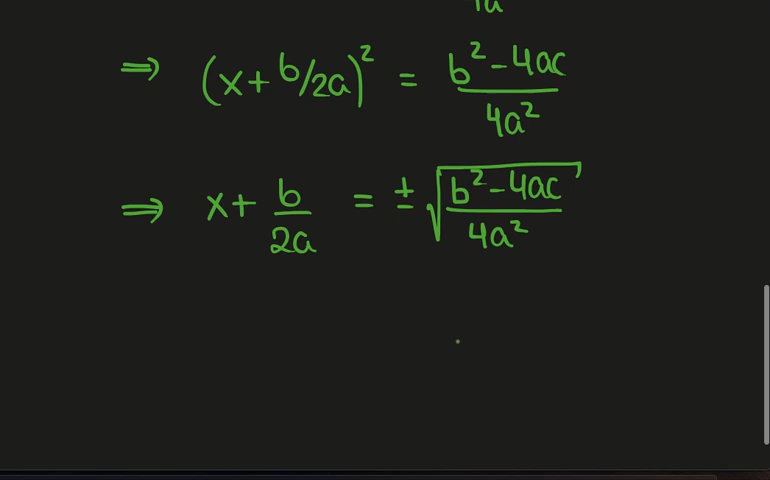 ⇒ (x + b/2a)² = (b² - 4ac)/(4a²)
⇒ x + b/(2a) = ± √((b² - 4ac)/(4a²))